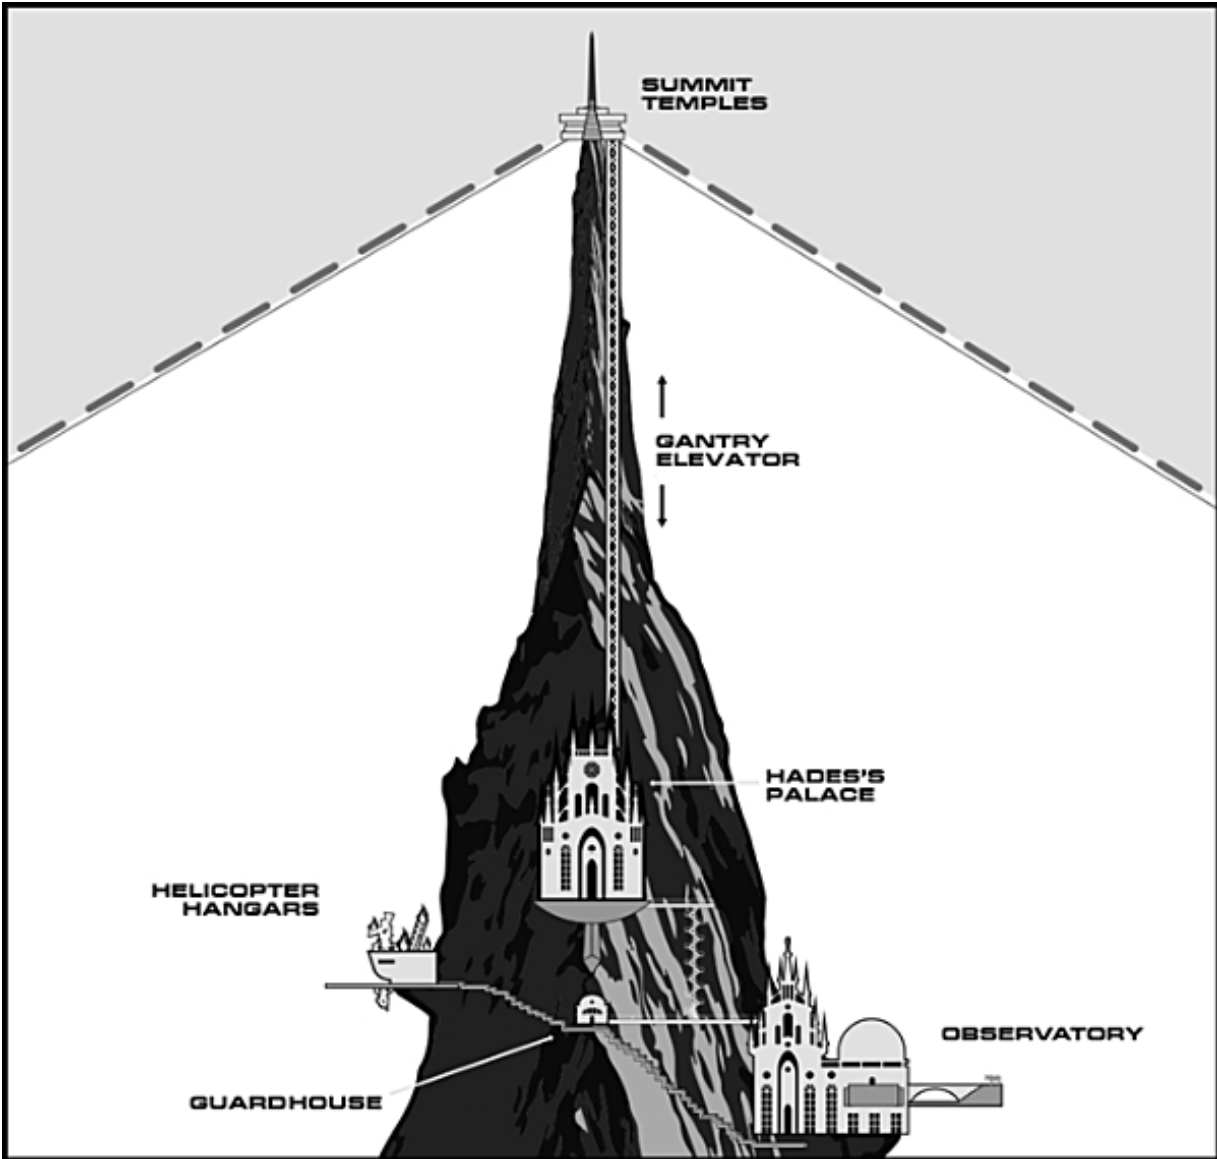 SUMMIT
TEMPLES
GANTRY
ELEVATOR
HADES'S
PALACE
HELICOPTER
HANGARS
OBSERVATORY
GUARDHOUSE